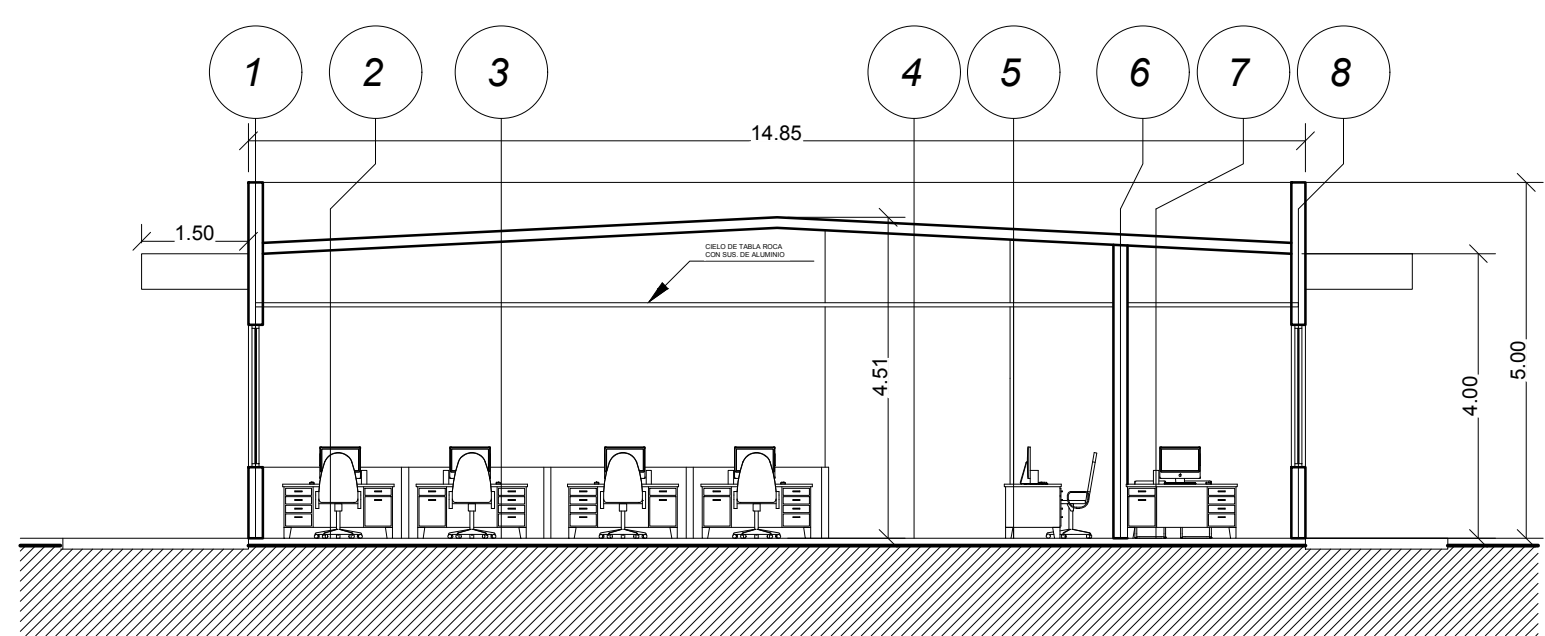 1 2 3 4 5 6 7 8
14.85
1.50
CIELO DE TABLA ROCA
CON SUS. DE ALUMINIO
4.51
4.00
5.00